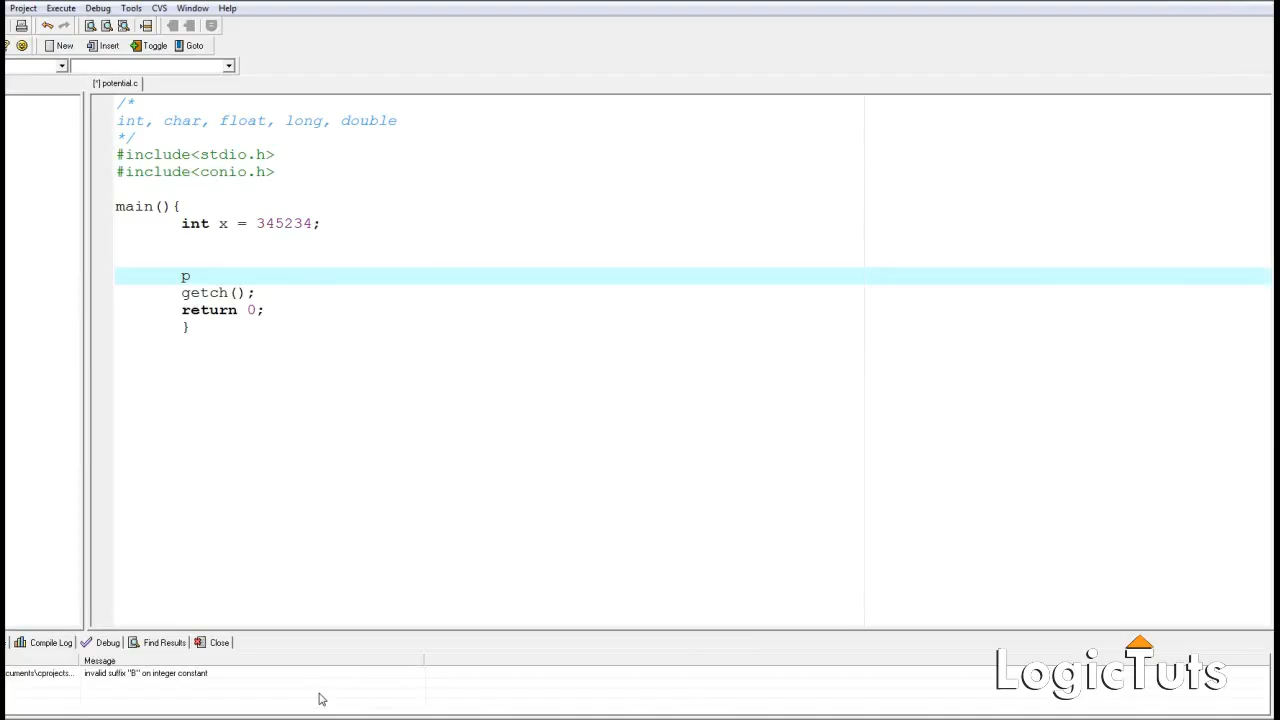 Project Execute Debug Tools CVS Window Help
New Insert Toggle Goto
[*] potential.c
/*
int, char, float, long, double
*/
#include<stdio.h>
#include<conio.h>
main(){
int x = 345234;
p
getch();
return 0;
}
Compile Log Debug Find Results Close
Message
cuments\cprojects... invalid suffix "B" on integer constant
LogicTuts